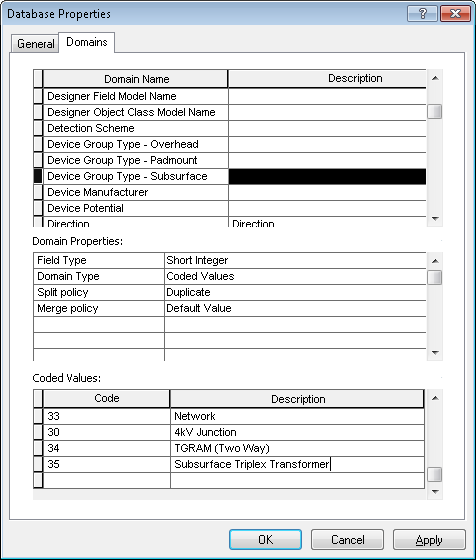 Database Properties
General Domains
Domain Name Description
Designer Field Model Name
Designer Object Class Model Name
Detection Scheme
Device Group Type - Overhead
Device Group Type - Padmount
Device Group Type - Subsurface
Device Manufacturer
Device Potential
Direction Direction
Domain Properties:
Field Type Short Integer
Domain Type Coded Values
Split policy Duplicate
Merge policy Default Value
Coded Values:
Code Description
33 Network
30 4kV Junction
34 TGRAM (Two Way)
35 Subsurface Triplex Transformer
OK Cancel Apply